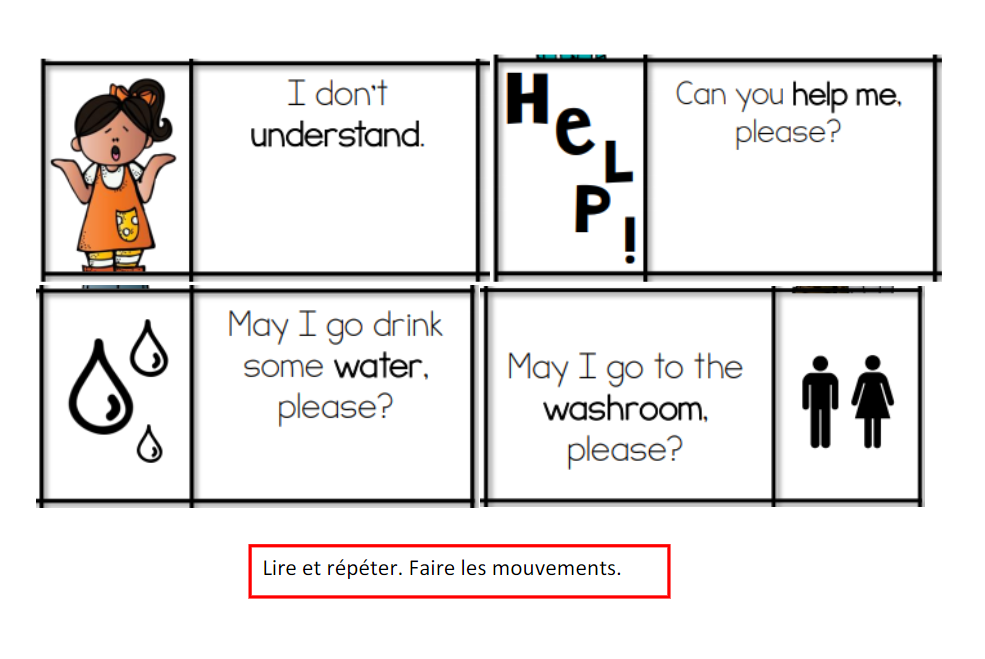 I don't
understand.
HeLP!
Can you help me,
please?
May I go drink
some water,
please?
May I go to the
washroom,
please?
Lire et répéter. Faire les mouvements.